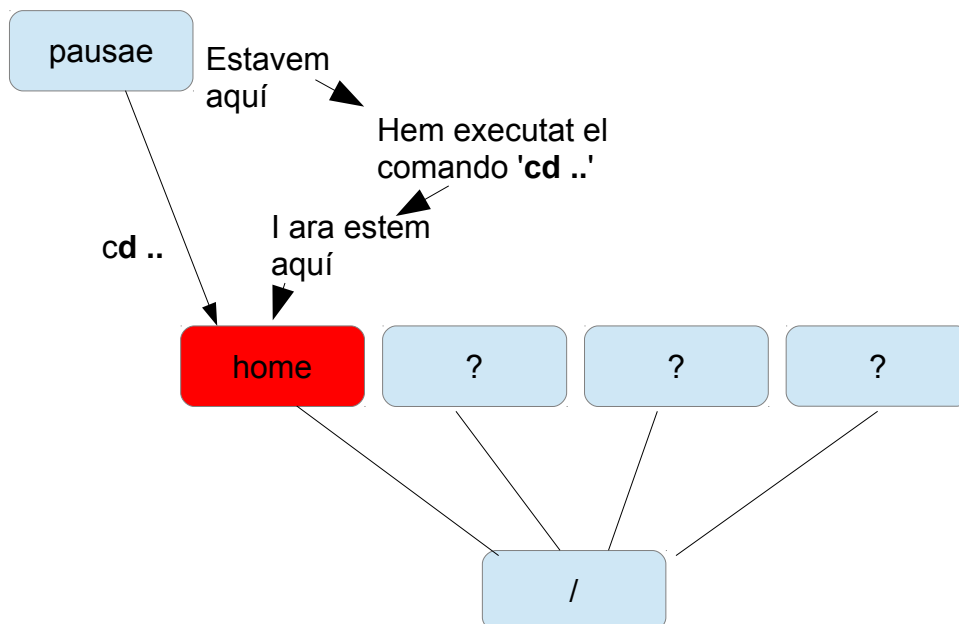 pausae
Estavem
aquí
Hem executat el
comando 'cd ..'
I ara estem
aquí
cd ..
home
?
?
?
/